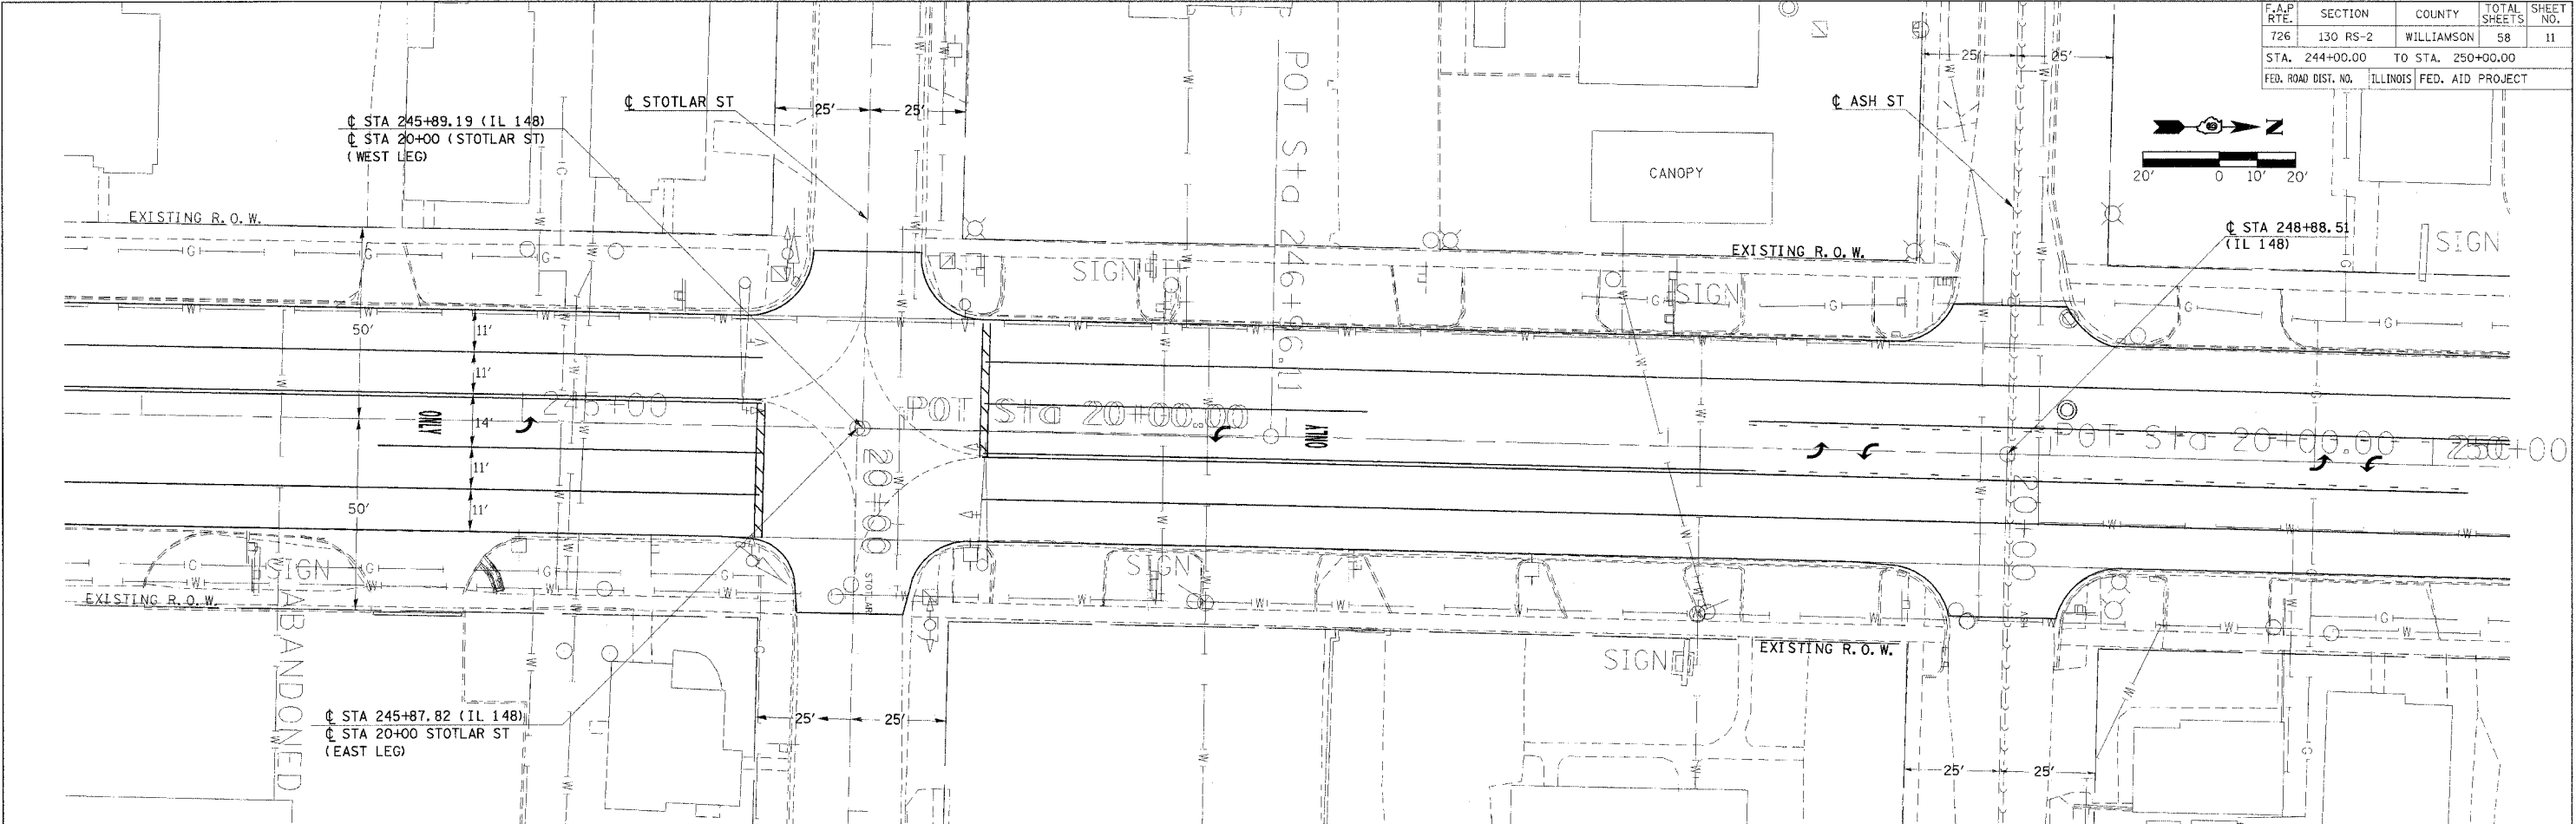 F.A.P RTE. SECTION COUNTY TOTAL SHEETS SHEET NO.
726 130 RS-2 WILLIAMSON 58 11
STA. 244+00.00 TO STA. 250+00.00
FED. ROAD DIST. NO. ILLINOIS FED. AID PROJECT
25' 25'
℄ STOTLAR ST
25' 25'
℄ ASH ST
℄ STA 245+89.19 (IL 148)
℄ STA 20+00 (STOTLAR ST)
(WEST LEG)
POT Sta 246+96.11
CANOPY
N
20' 0 10' 20'
℄ STA 248+88.51
(IL 148)
SIGN
EXISTING R.O.W.
EXISTING R.O.W.
SIGN
SIGN
50'
11'
11'
14'
11'
11'
50'
ONLY
245+00
POT Sta 20+00.00
ONLY
POT Sta 20+00.00
250+00
20+00
20+00
SIGN
SIGN
STOTLAR
ASH
EXISTING R.O.W.
ABANDONED
SIGN
EXISTING R.O.W.
℄ STA 245+87.82 (IL 148)
℄ STA 20+00 STOTLAR ST
(EAST LEG)
25' 25'
25' 25'